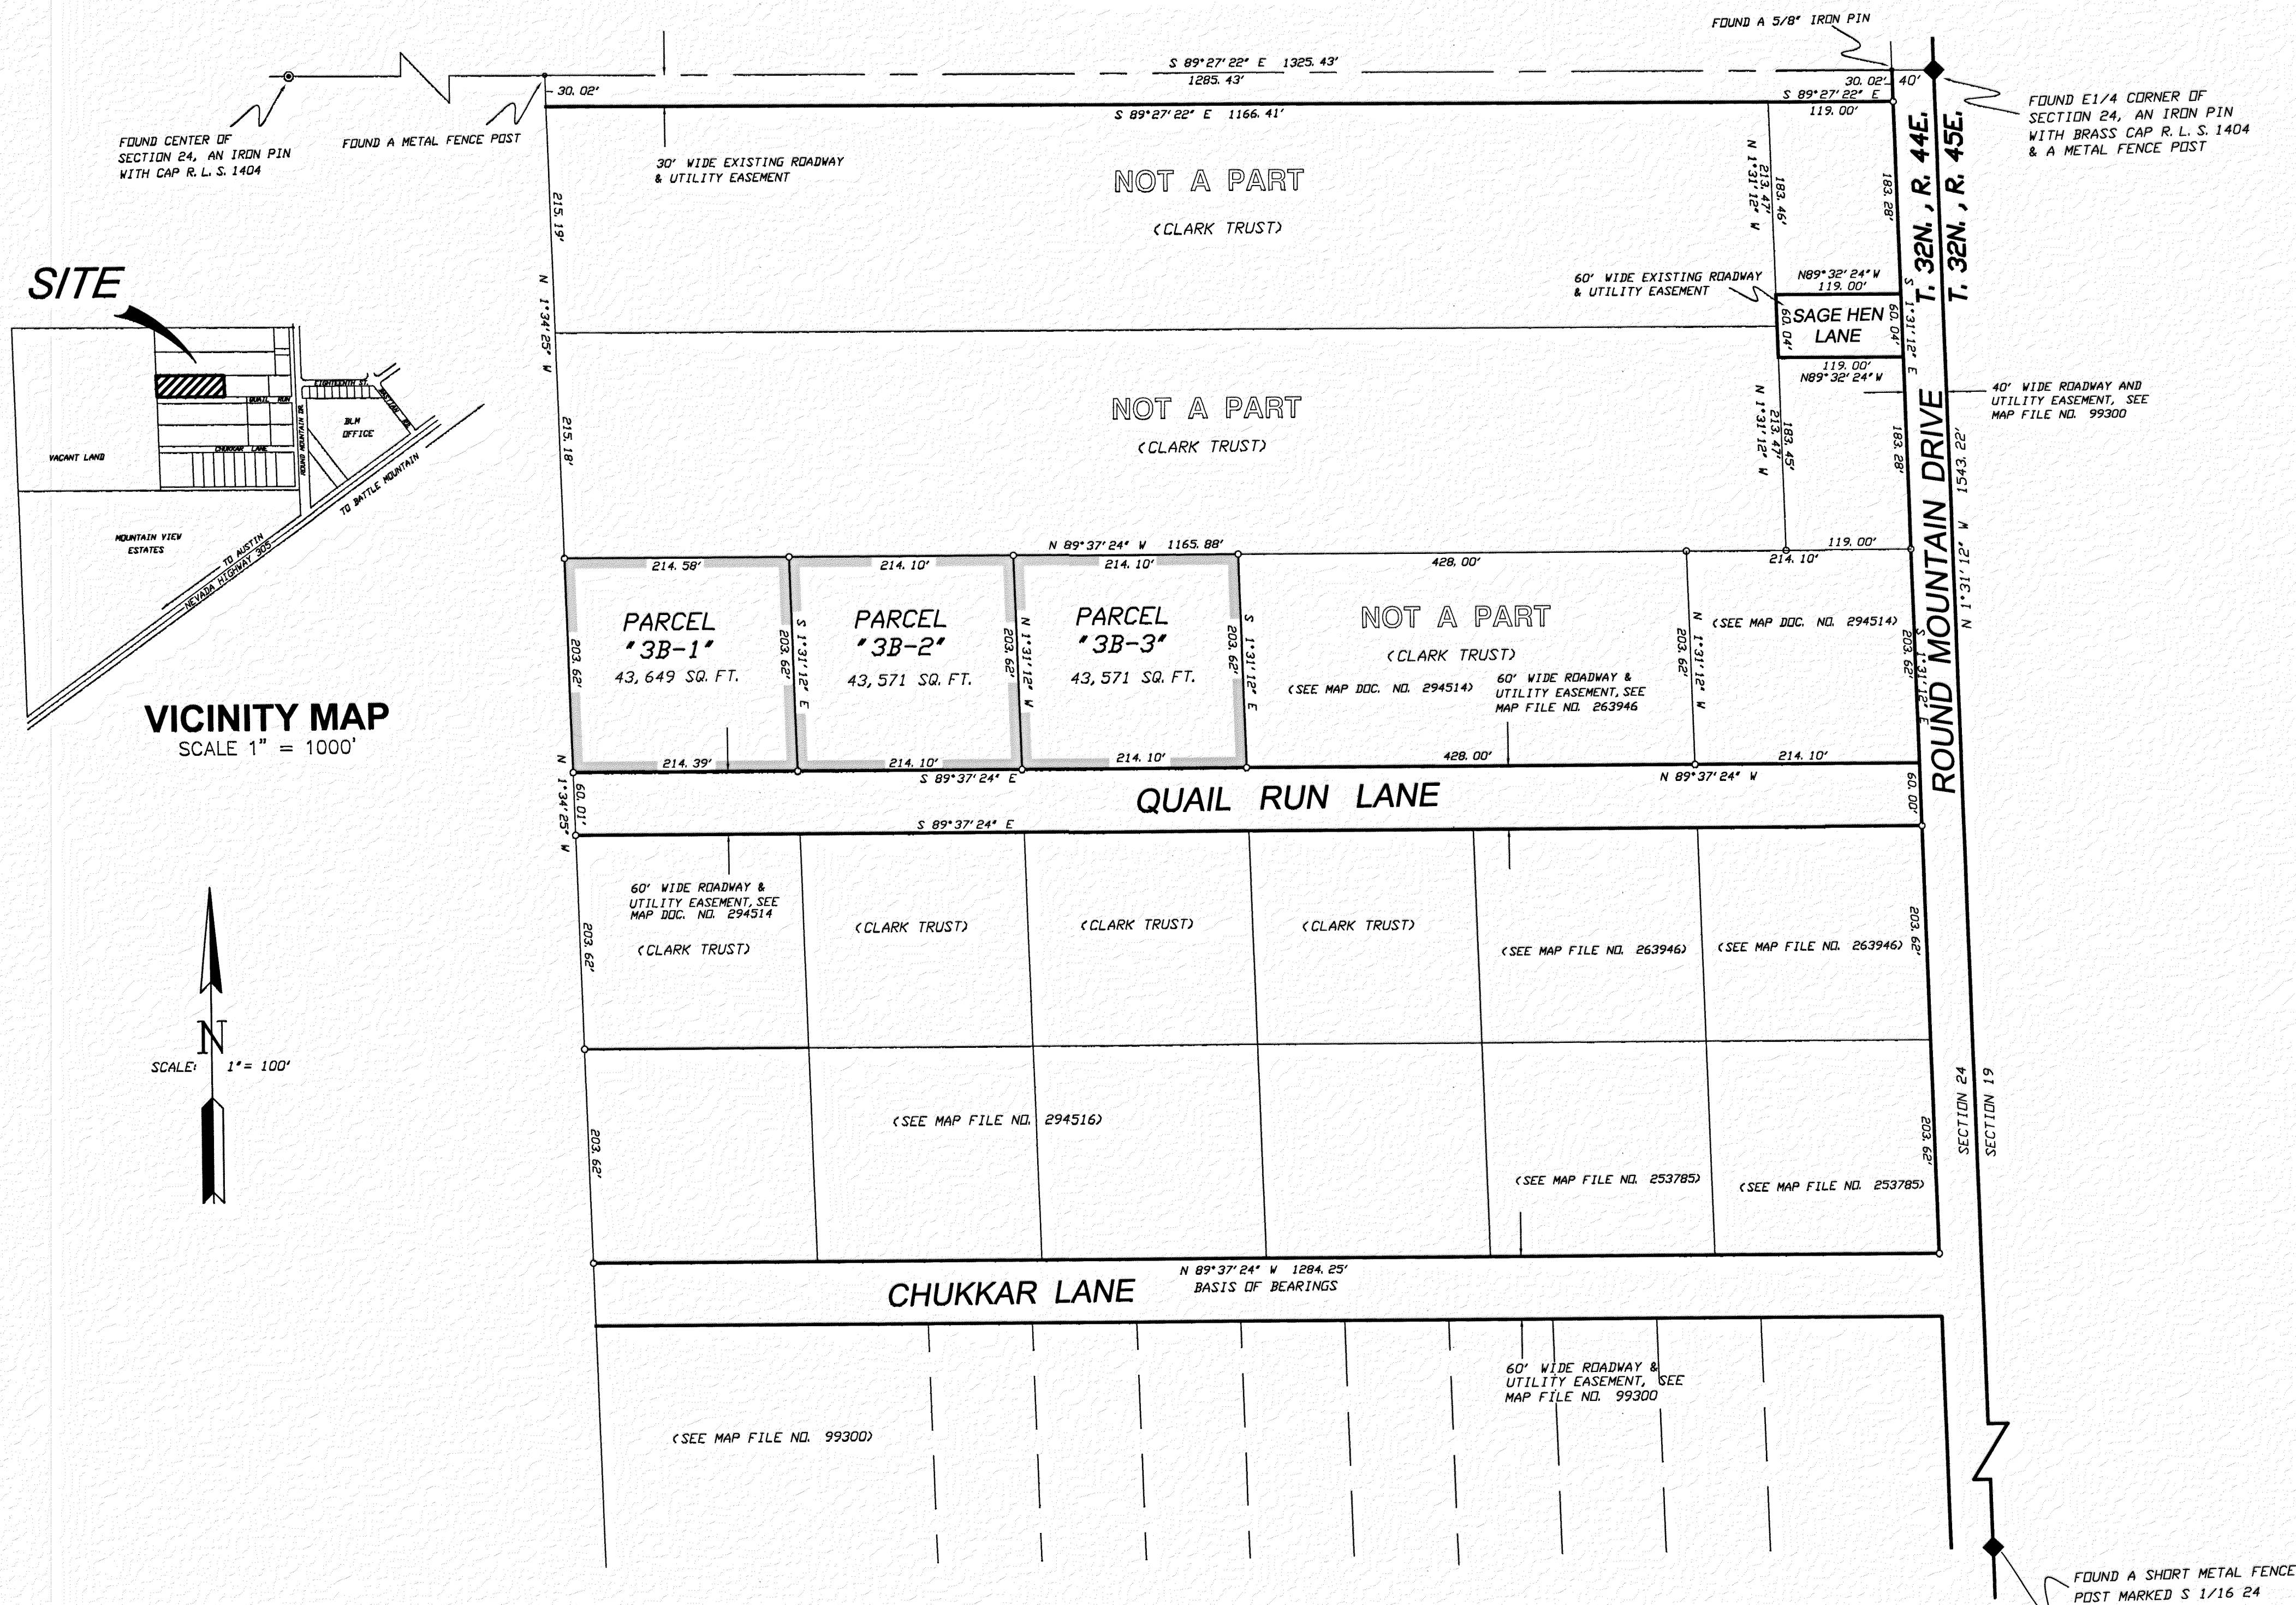 FOUND A 5/8" IRON PIN
S 89°27'22" E 1325.43'
1285.43'
30.02'
30.02'
40'
S 89°27'22" E
119.00'
S 89°27'22" E 1166.41'
FOUND CENTER OF
SECTION 24, AN IRON PIN
WITH CAP R.L.S. 1404
FOUND A METAL FENCE POST
30' WIDE EXISTING ROADWAY
& UTILITY EASEMENT
FOUND E1/4 CORNER OF
SECTION 24, AN IRON PIN
WITH BRASS CAP R.L.S. 1404
& A METAL FENCE POST
T. 32N., R. 44E.
T. 32N., R. 45E.
NOT A PART
(CLARK TRUST)
215.19'
N 1°34'25" W
215.18'
N 1°31'12" W
213.47'
183.46'
183.28'
60' WIDE EXISTING ROADWAY
& UTILITY EASEMENT
N89°32'24"W
119.00'
60.04'
SAGE HEN
LANE
60.04'
S 1°31'12" E
119.00'
N89°32'24"W
40' WIDE ROADWAY AND
UTILITY EASEMENT, SEE
MAP FILE NO. 99300
NOT A PART
(CLARK TRUST)
N 1°31'12" W
213.47'
183.45'
183.28'
ROUND MOUNTAIN DRIVE
N 1°31'12" W 1543.22'
SITE
VACANT LAND
EIGHTEENTH ST.
BASTIAN RD.
QUAIL RUN
CHUKKAR LANE
ROUND MOUNTAIN DR.
BLM
OFFICE
MOUNTAIN VIEW
ESTATES
TO AUSTIN
NEVADA HIGHWAY 305
TO BATTLE MOUNTAIN
VICINITY MAP
SCALE 1" = 1000'
N 89°37'24" W 1165.88'
119.00'
214.58'
214.10'
214.10'
428.00'
214.10'
PARCEL
"3B-1"
43,649 SQ. FT.
PARCEL
"3B-2"
43,571 SQ. FT.
PARCEL
"3B-3"
43,571 SQ. FT.
203.62'
203.62'
S 1°31'12" E
203.62'
N 1°31'12" W
203.62'
S 1°31'12" E
NOT A PART
(CLARK TRUST)
(SEE MAP DOC. NO. 294514)
60' WIDE ROADWAY &
UTILITY EASEMENT, SEE
MAP FILE NO. 263946
203.62'
N 1°31'12" W
(SEE MAP DOC. NO. 294514)
203.62'
S 1°31'12" E
214.39'
214.10'
214.10'
428.00'
214.10'
S 89°37'24" E
N 89°37'24" W
N 1°34'25" W
60.01'
QUAIL RUN LANE
60.00'
S 89°37'24" E
60' WIDE ROADWAY &
UTILITY EASEMENT, SEE
MAP DOC. NO. 294514
(CLARK TRUST)
(CLARK TRUST)
(CLARK TRUST)
(CLARK TRUST)
(SEE MAP FILE NO. 263946)
(SEE MAP FILE NO. 263946)
203.62'
203.62'
N
SCALE: 1"= 100'
203.62'
(SEE MAP FILE NO. 294516)
(SEE MAP FILE NO. 253785)
(SEE MAP FILE NO. 253785)
203.62'
SECTION 24
SECTION 19
N 89°37'24" W 1284.25'
BASIS OF BEARINGS
CHUKKAR LANE
60' WIDE ROADWAY &
UTILITY EASEMENT, SEE
MAP FILE NO. 99300
(SEE MAP FILE NO. 99300)
FOUND A SHORT METAL FENCE
POST MARKED S 1/16 24